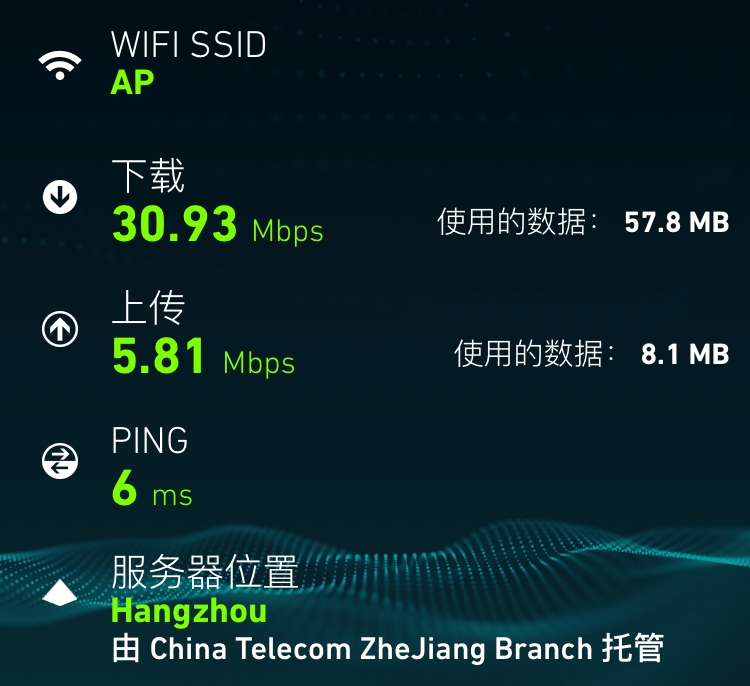 WIFI SSID
AP
下载
30.93 Mbps 使用的数据： 57.8 MB
上传
5.81 Mbps 使用的数据： 8.1 MB
PING
6 ms
服务器位置
Hangzhou
由 China Telecom ZheJiang Branch 托管